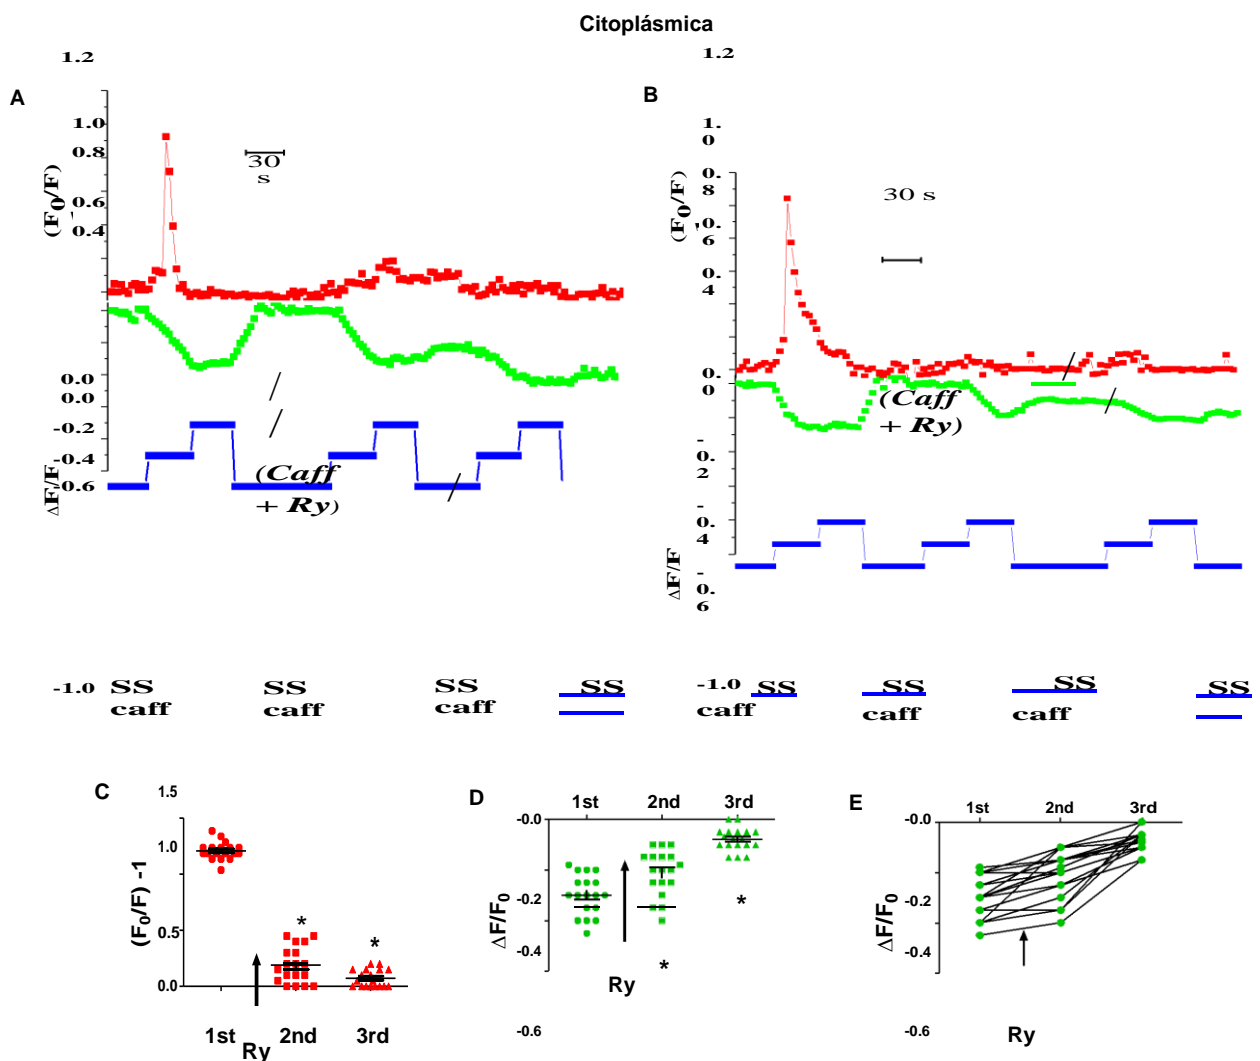 Citoplásmica
1.2
1.2
A
B
1.0
0.8
0.6
0.4
(F0/F)
-
30
s
1.
0
0.
8
0.
6
0.
4
0.
0
(F0/F)
-
30 s
0.0
0.0
-0.2
-0.4
-0.6
ΔF/F
(Caff
+ Ry)
(Caff
+ Ry)
-
0.
2
-
0.
4
-
0.
6
ΔF/F
-1.0 SS SS SS SS
caff caff caff
-1.0 SS SS SS SS
caff caff caff
C
1.5
1.0
0.5
0.0
(F0/F) -1
* *
1st 2nd 3rd
Ry
D
1st 2nd 3rd
-0.0
-0.2
-0.4
-0.6
ΔF/F0
* *
Ry
E
1st 2nd 3rd
-0.0
-0.2
-0.4
-0.6
ΔF/F0
Ry